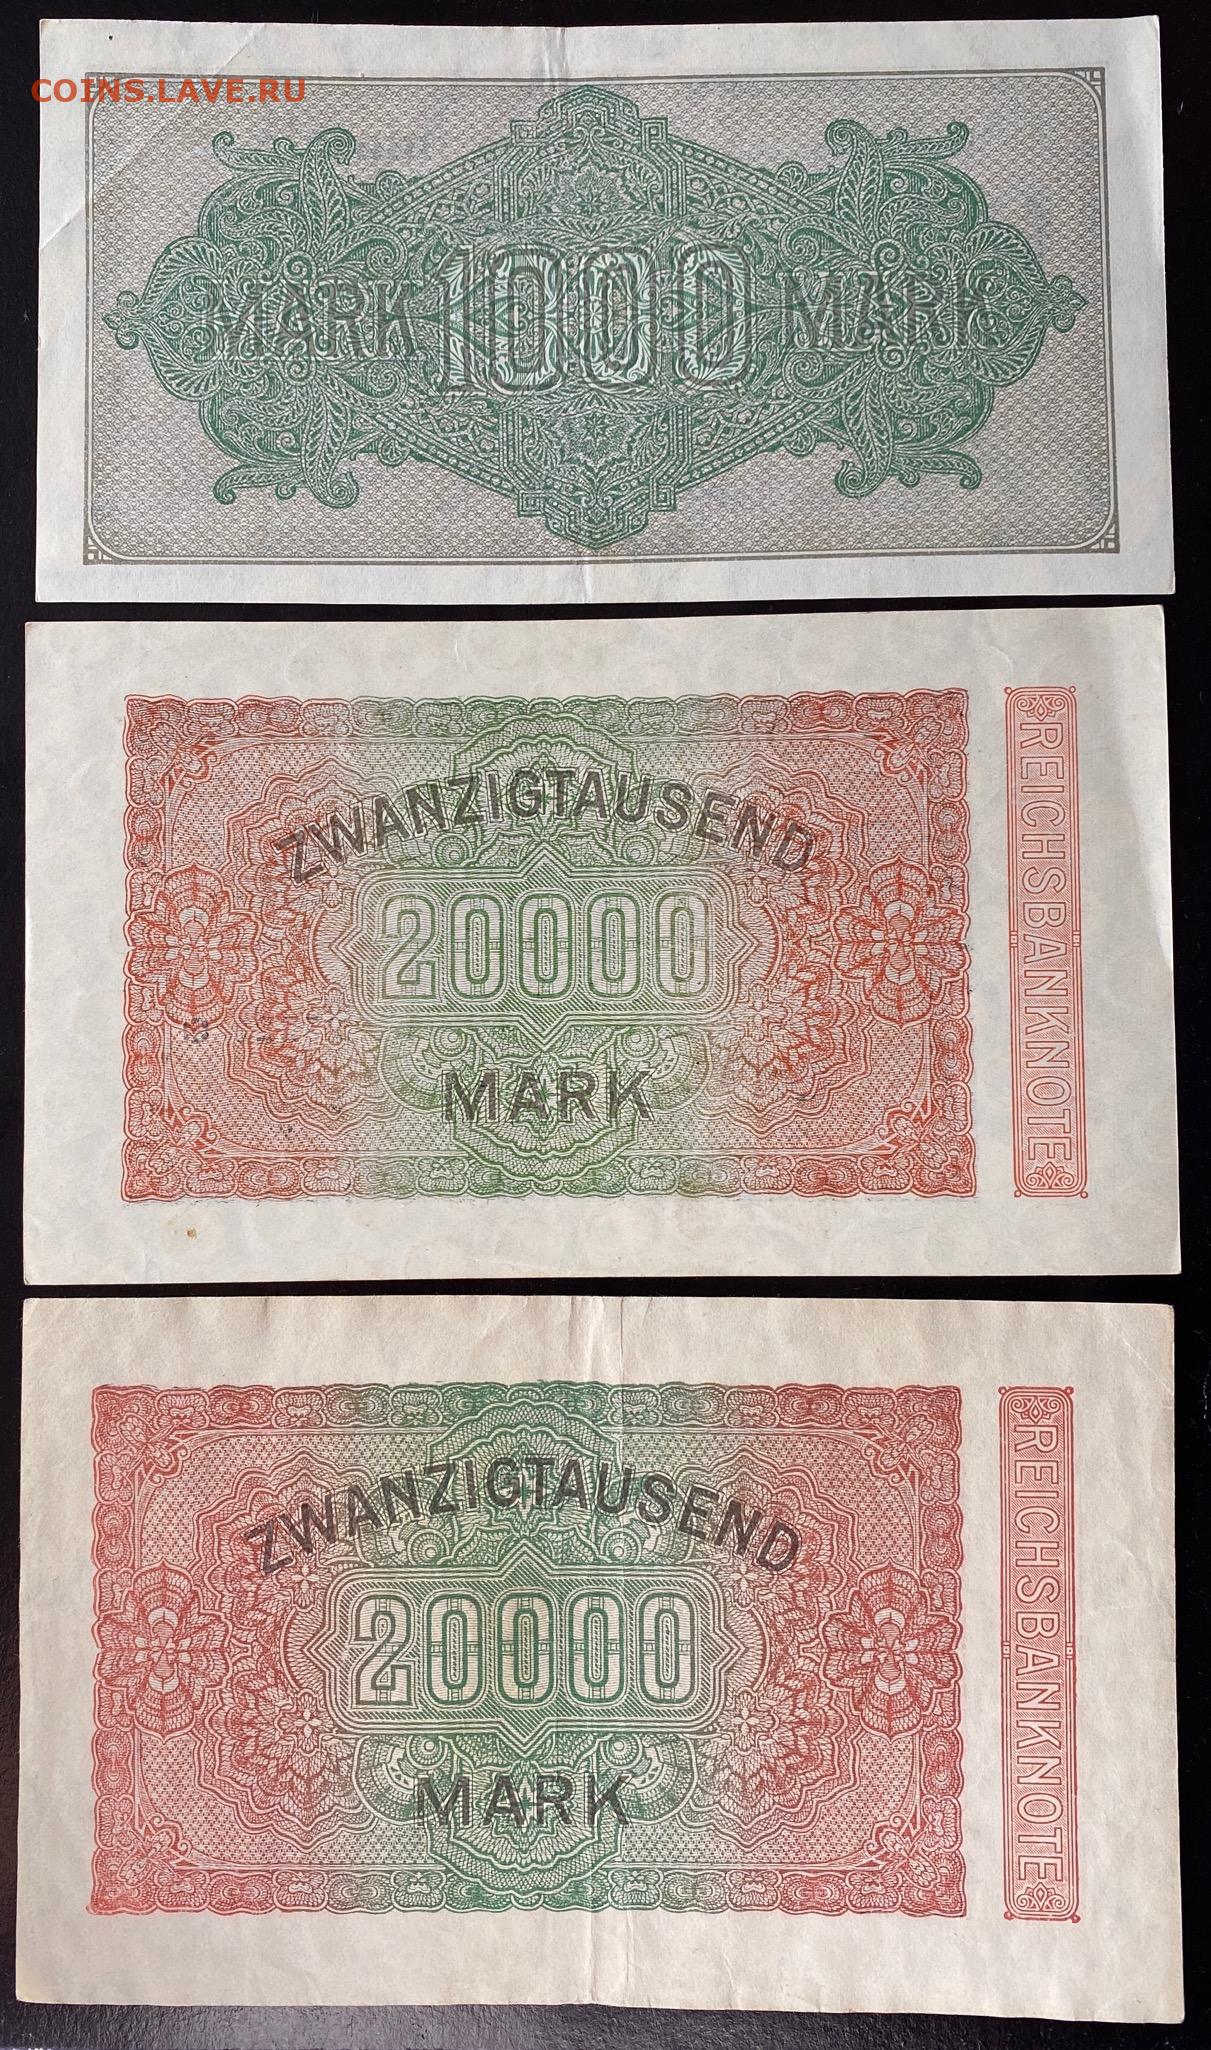 COINS.LAVE.RU
MARK 1000 MARK
ZWANZIGTAUSEND
20000
MARK
REICHSBANKNOTE
ZWANZIGTAUSEND
20000
MARK
REICHSBANKNOTE